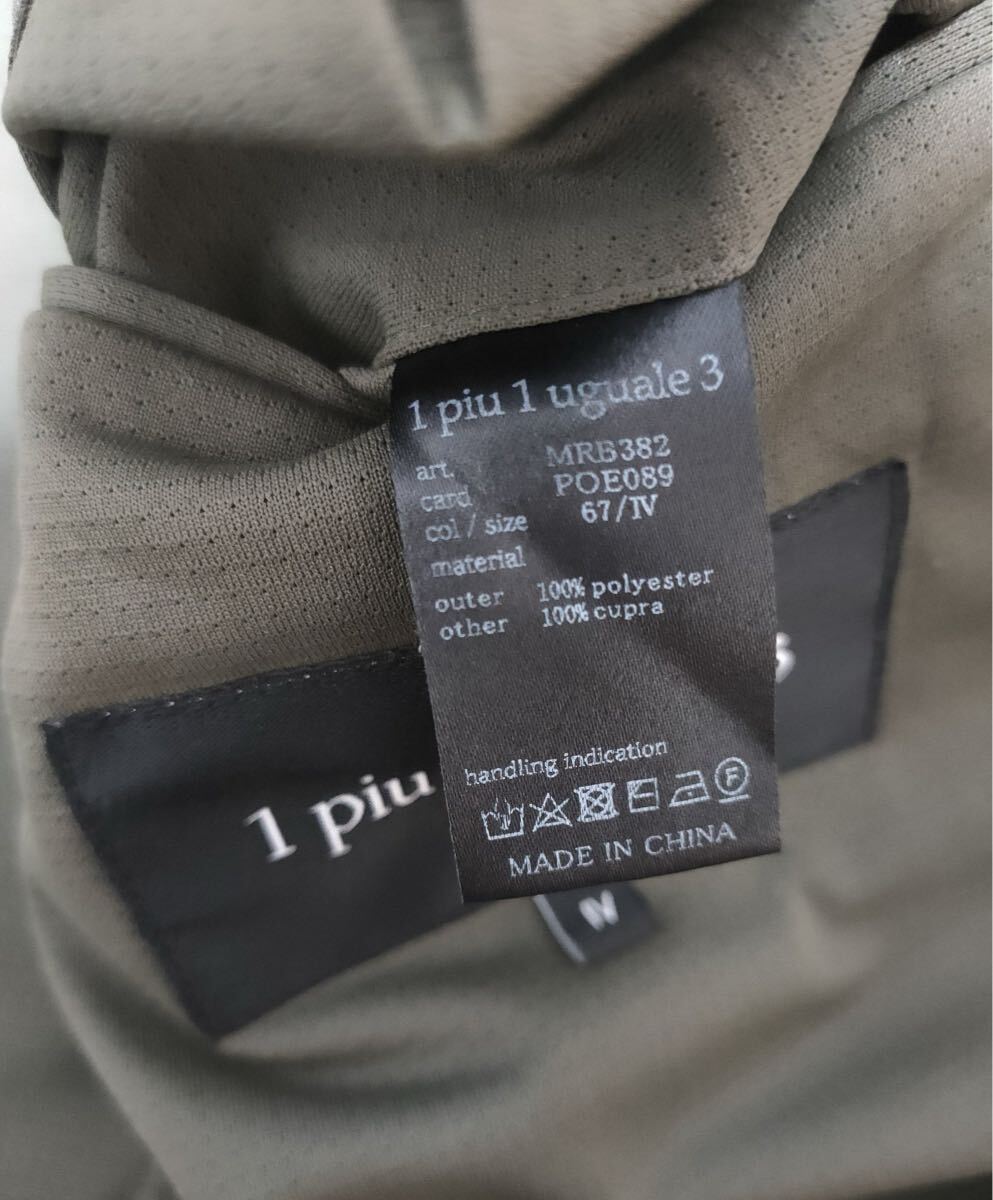 1 piu 1 uguale 3
art. MRB382
card POE089
col / size 67/IV
material
outer 100% polyester
other 100% cupra
handling indication
MADE IN CHINA
1 piu
IV